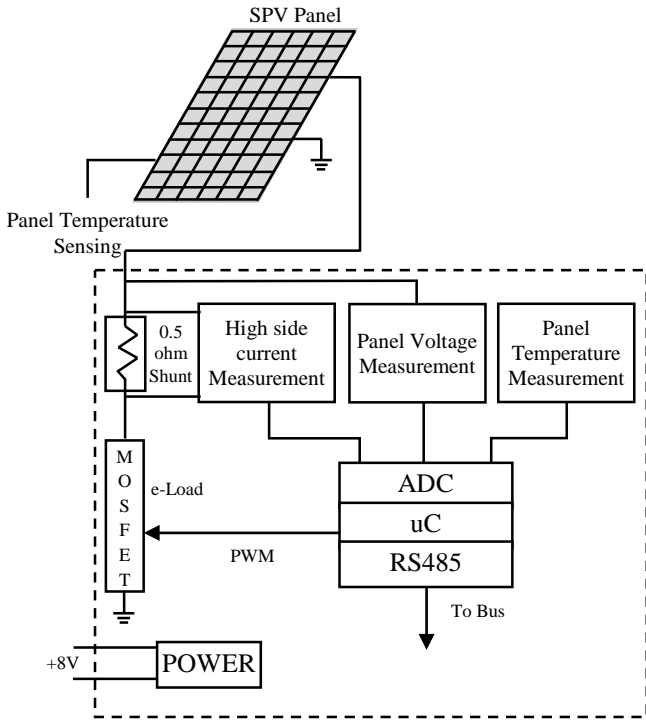 SPV Panel
Panel Temperature
Sensing
0.5
ohm
Shunt
High side
current
Measurement
Panel Voltage
Measurement
Panel
Temperature
Measurement
M
O
S
F
E
T
e-Load
ADC
uC
RS485
PWM
To Bus
+8V
POWER